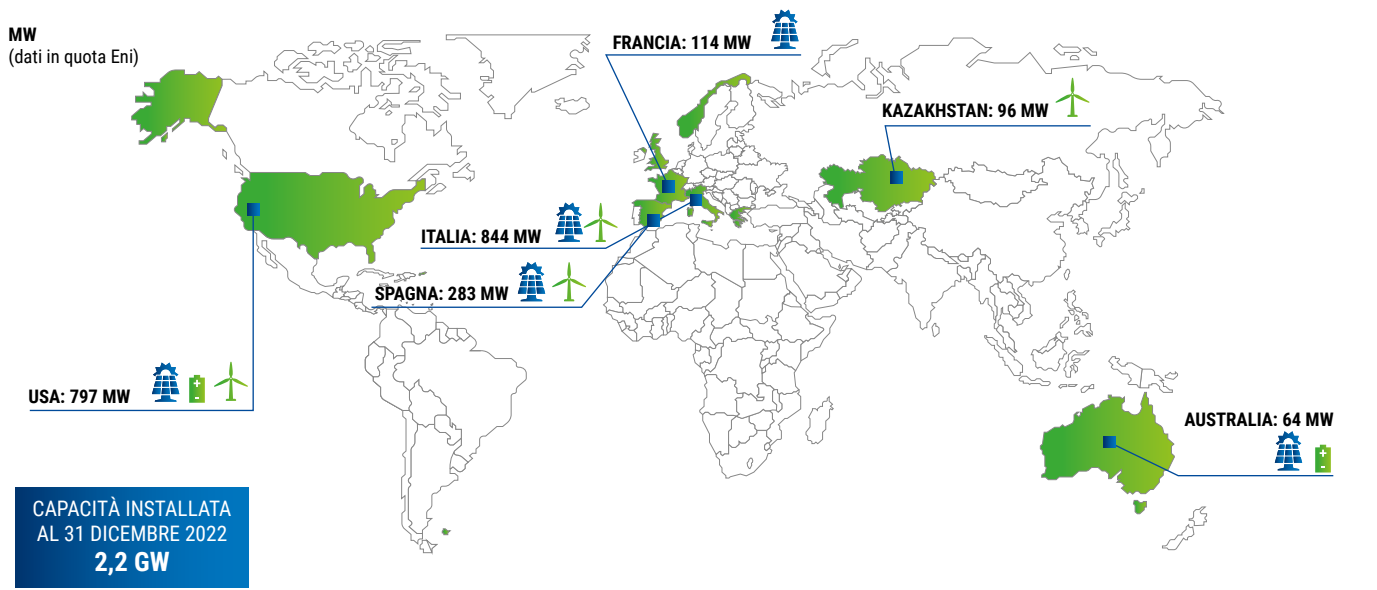 MW
(dati in quota Eni)
FRANCIA: 114 MW
KAZAKHSTAN: 96 MW
ITALIA: 844 MW
SPAGNA: 283 MW
USA: 797 MW
AUSTRALIA: 64 MW
CAPACITÀ INSTALLATA
AL 31 DICEMBRE 2022
2,2 GW